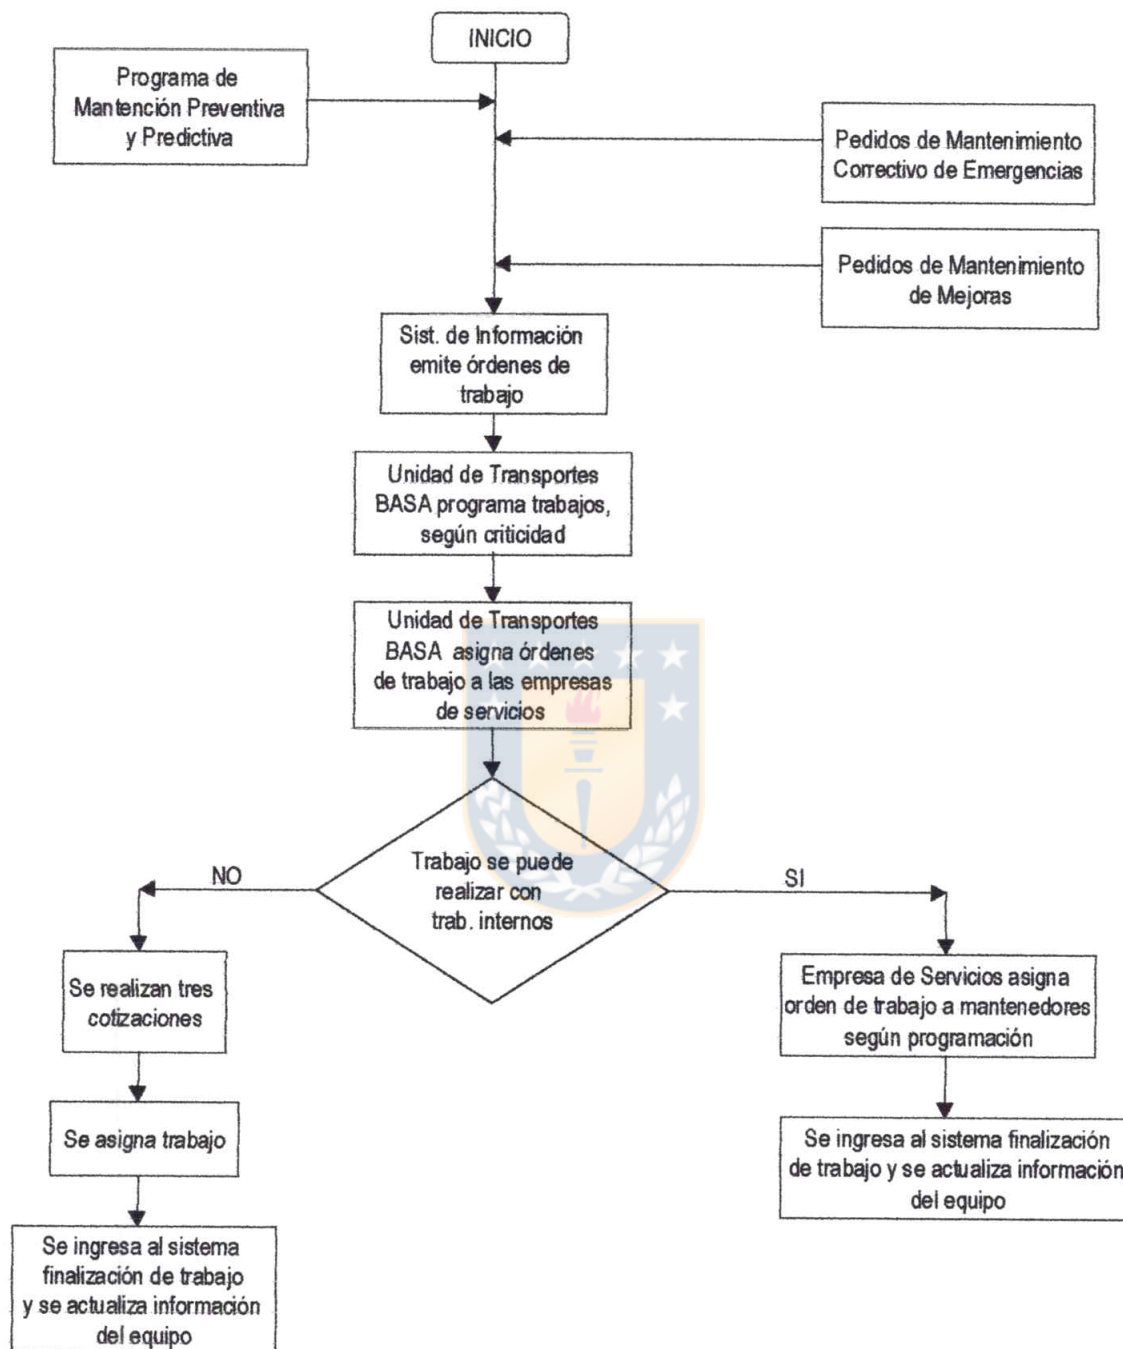 INICIO
Programa de
Mantención Preventiva
y Predictiva
Pedidos de Mantenimiento
Correctivo de Emergencias
Pedidos de Mantenimiento
de Mejoras
Sist. de Información
emite órdenes de
trabajo
Unidad de Transportes
BASA programa trabajos,
según criticidad
Unidad de Transportes
BASA asigna órdenes
de trabajo a las empresas
de servicios
Trabajo se puede
realizar con
trab. internos
NO
SI
Se realizan tres
cotizaciones
Se asigna trabajo
Se ingresa al sistema
finalización de trabajo
y se actualiza información
del equipo
Empresa de Servicios asigna
orden de trabajo a mantenedores
según programación
Se ingresa al sistema finalización
de trabajo y se actualiza información
del equipo